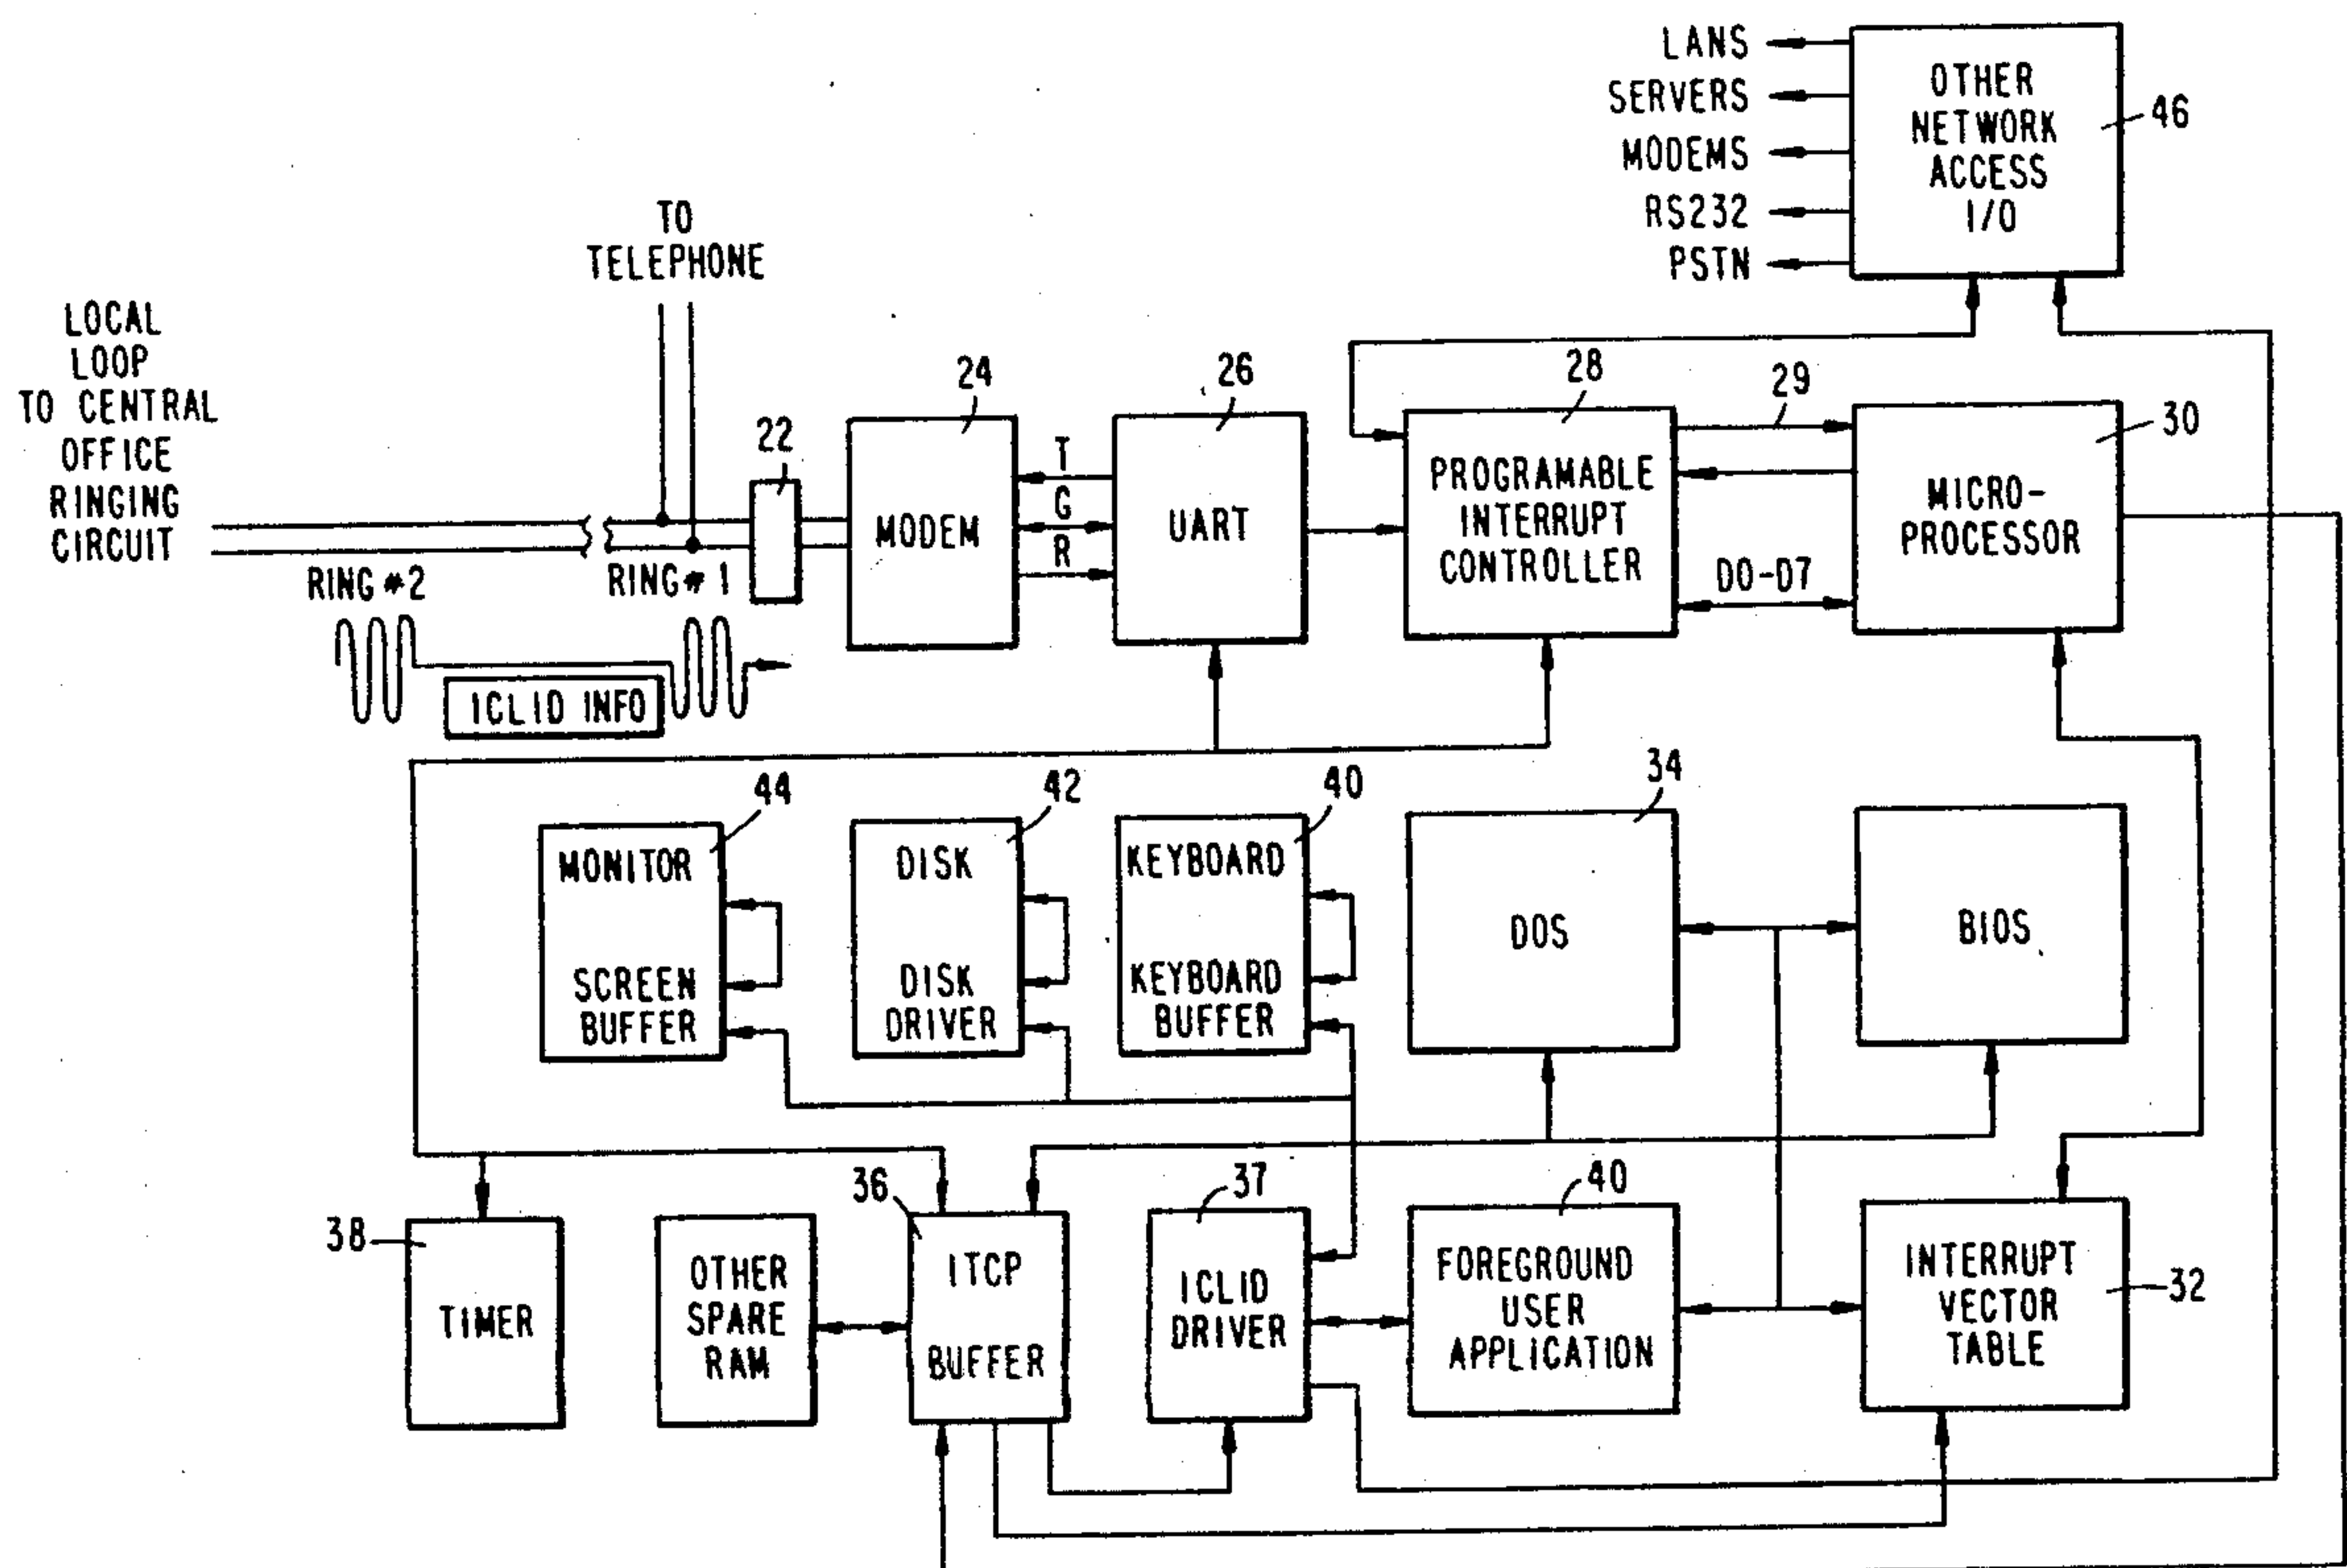 LANS
SERVERS
MODEMS
RS232
PSTN
OTHER
NETWORK
ACCESS
I/O
46
TO
TELEPHONE
LOCAL
LOOP
TO CENTRAL
OFFICE
RINGING
CIRCUIT
RING #2
RING #1
ICLID INFO
22
24
MODEM
T
G
R
26
UART
28
PROGRAMABLE
INTERRUPT
CONTROLLER
29
D0-D7
30
MICRO-
PROCESSOR
44
MONITOR
SCREEN
BUFFER
42
DISK
DISK
DRIVER
40
KEYBOARD
KEYBOARD
BUFFER
34
DOS
BIOS
38
TIMER
OTHER
SPARE
RAM
36
ITCP
BUFFER
37
ICLID
DRIVER
40
FOREGROUND
USER
APPLICATION
INTERRUPT
VECTOR
TABLE
32